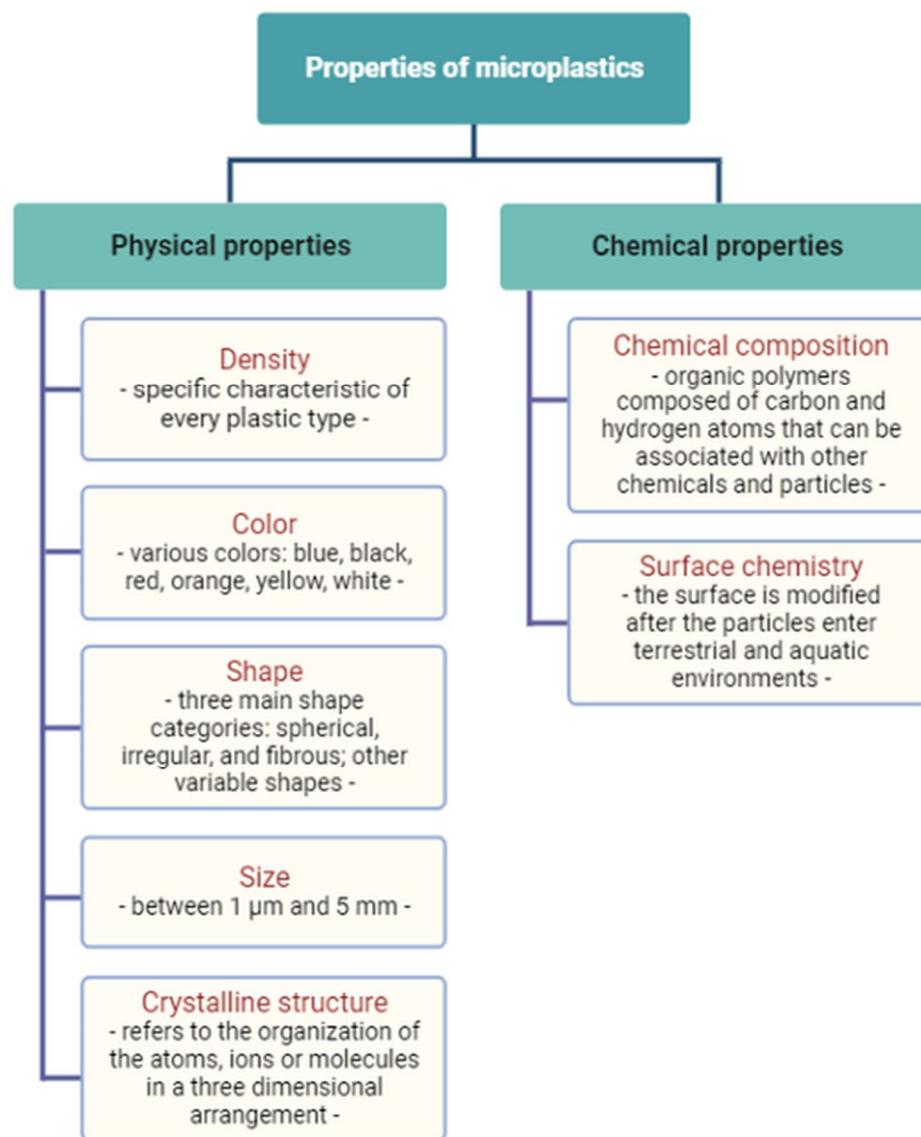 Properties of microplastics
Physical properties
Density
- specific characteristic of
every plastic type -
Color
- various colors: blue, black,
red, orange, yellow, white -
Shape
- three main shape
categories: spherical,
irregular, and fibrous; other
variable shapes -
Size
- between 1 µm and 5 mm -
Crystalline structure
- refers to the organization of
the atoms, ions or molecules
in a three dimensional
arrangement -
Chemical properties
Chemical composition
- organic polymers
composed of carbon and
hydrogen atoms that can be
associated with other
chemicals and particles -
Surface chemistry
- the surface is modified
after the particles enter
terrestrial and aquatic
environments -